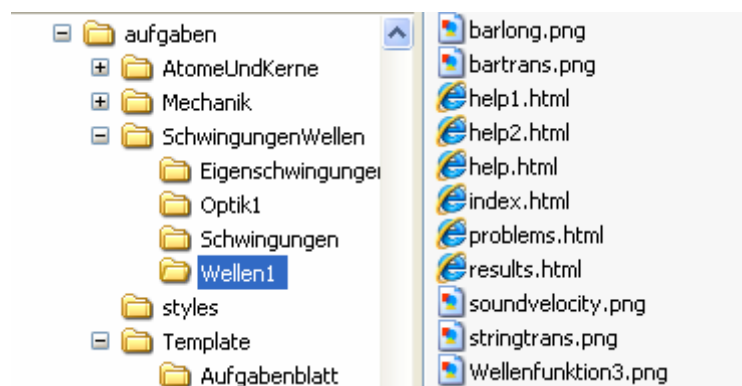 aufgaben
AtomeUndKerne
Mechanik
SchwingungenWellen
Eigenschwingungen
Optik1
Schwingungen
Wellen1
styles
Template
Aufgabenblatt
barlong.png
bartrans.png
help1.html
help2.html
help.html
index.html
problems.html
results.html
soundvelocity.png
stringtrans.png
Wellenfunktion3.png